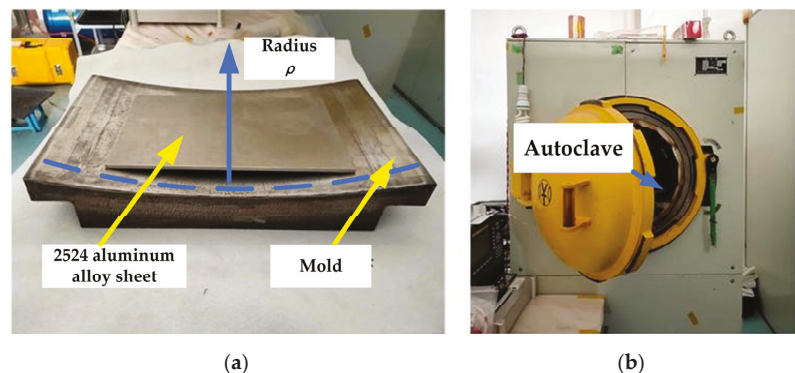 Radius
ρ
2524 aluminum
alloy sheet
Mold
Autoclave
(a)
(b)